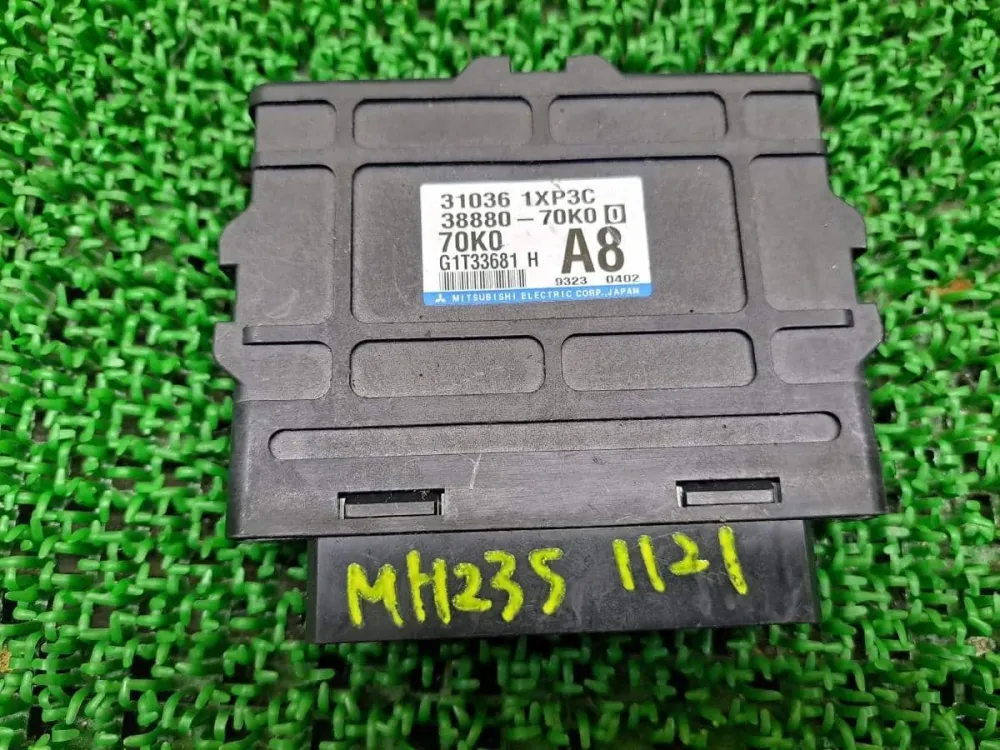 31036 1XP3C
38880-70K0 0
70K0
A8
G1T33681 H
9323 0402
MITSUBISHI ELECTRIC CORP., JAPAN
MH23S 1121